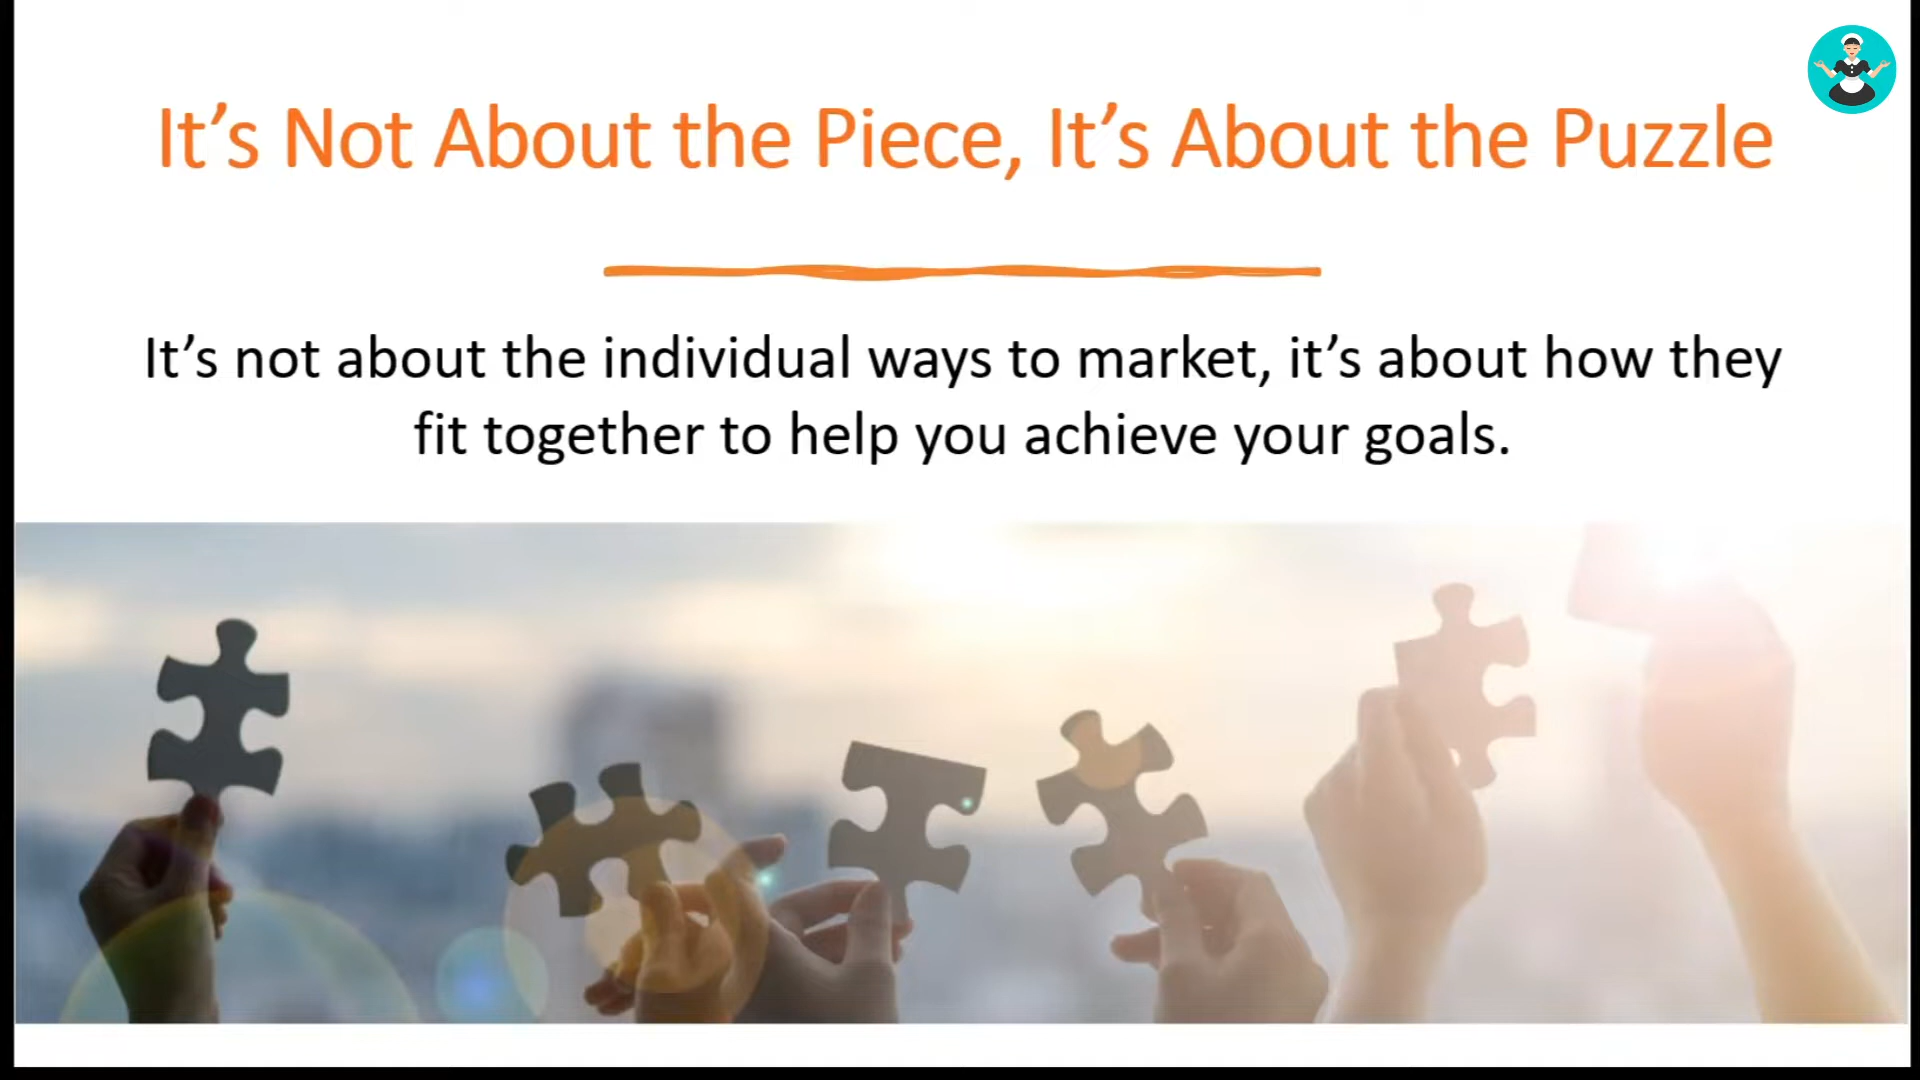 It’s Not About the Piece, It’s About the Puzzle
It’s not about the individual ways to market, it’s about how they
fit together to help you achieve your goals.